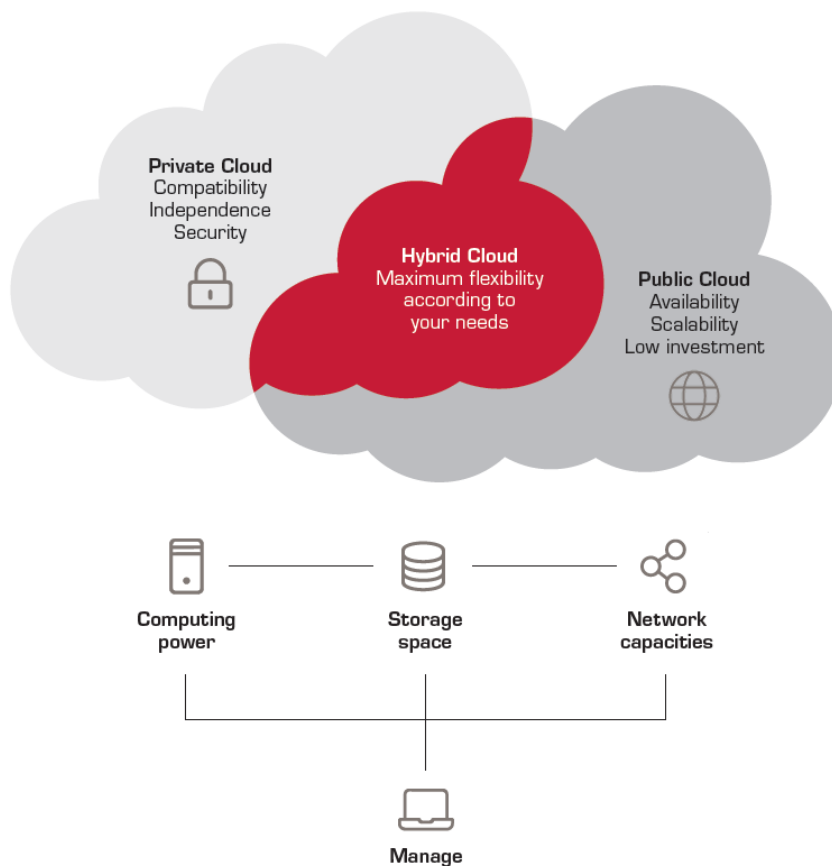 Private Cloud
Compatibility
Independence
Security
Hybrid Cloud
Maximum flexibility
according to
your needs
Public Cloud
Availability
Scalability
Low investment
Computing
power
Storage
space
Network
capacities
Manage